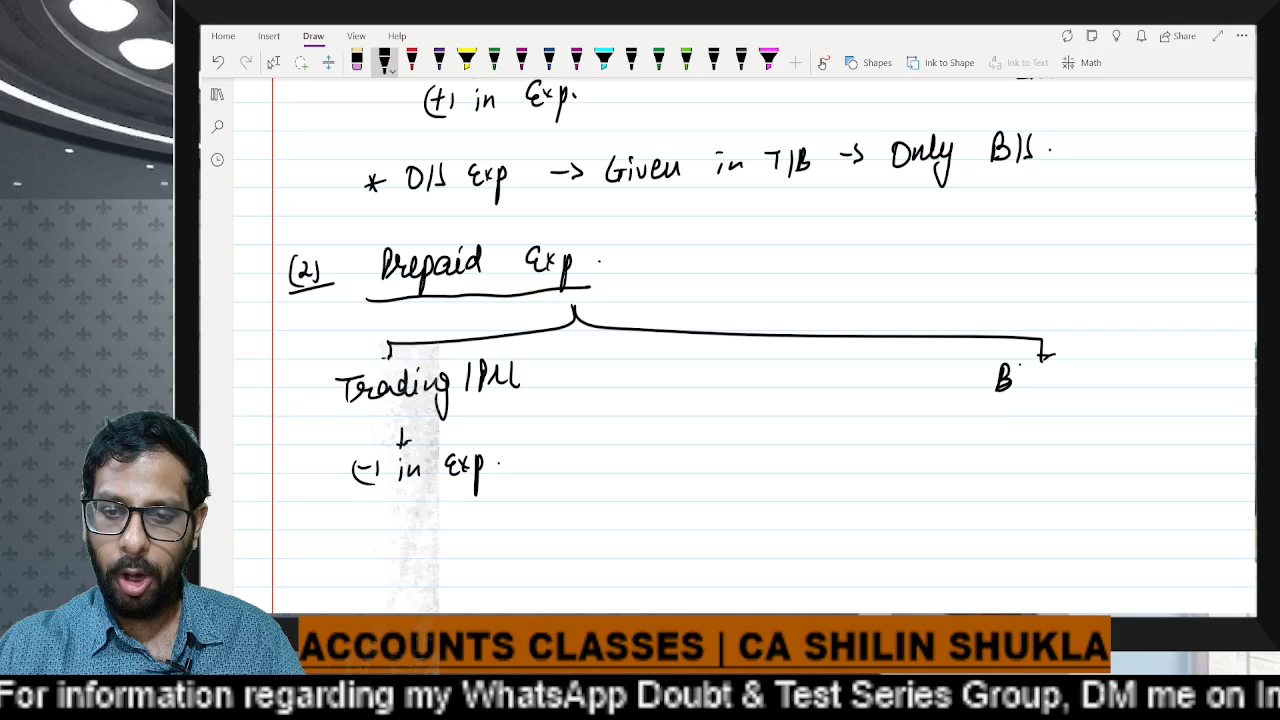 Home Insert Draw View Help Share
Shapes Ink to Shape Ink to Text Math
(+) in Exp.
* O/S Exp -> Given in T/B -> Only B/S.
(2) Prepaid Exp.
Trading / P&L B
(-) in Exp.
ACCOUNTS CLASSES | CA SHILIN SHUKLA
For information regarding my WhatsApp Doubt & Test Series Group, DM me on In